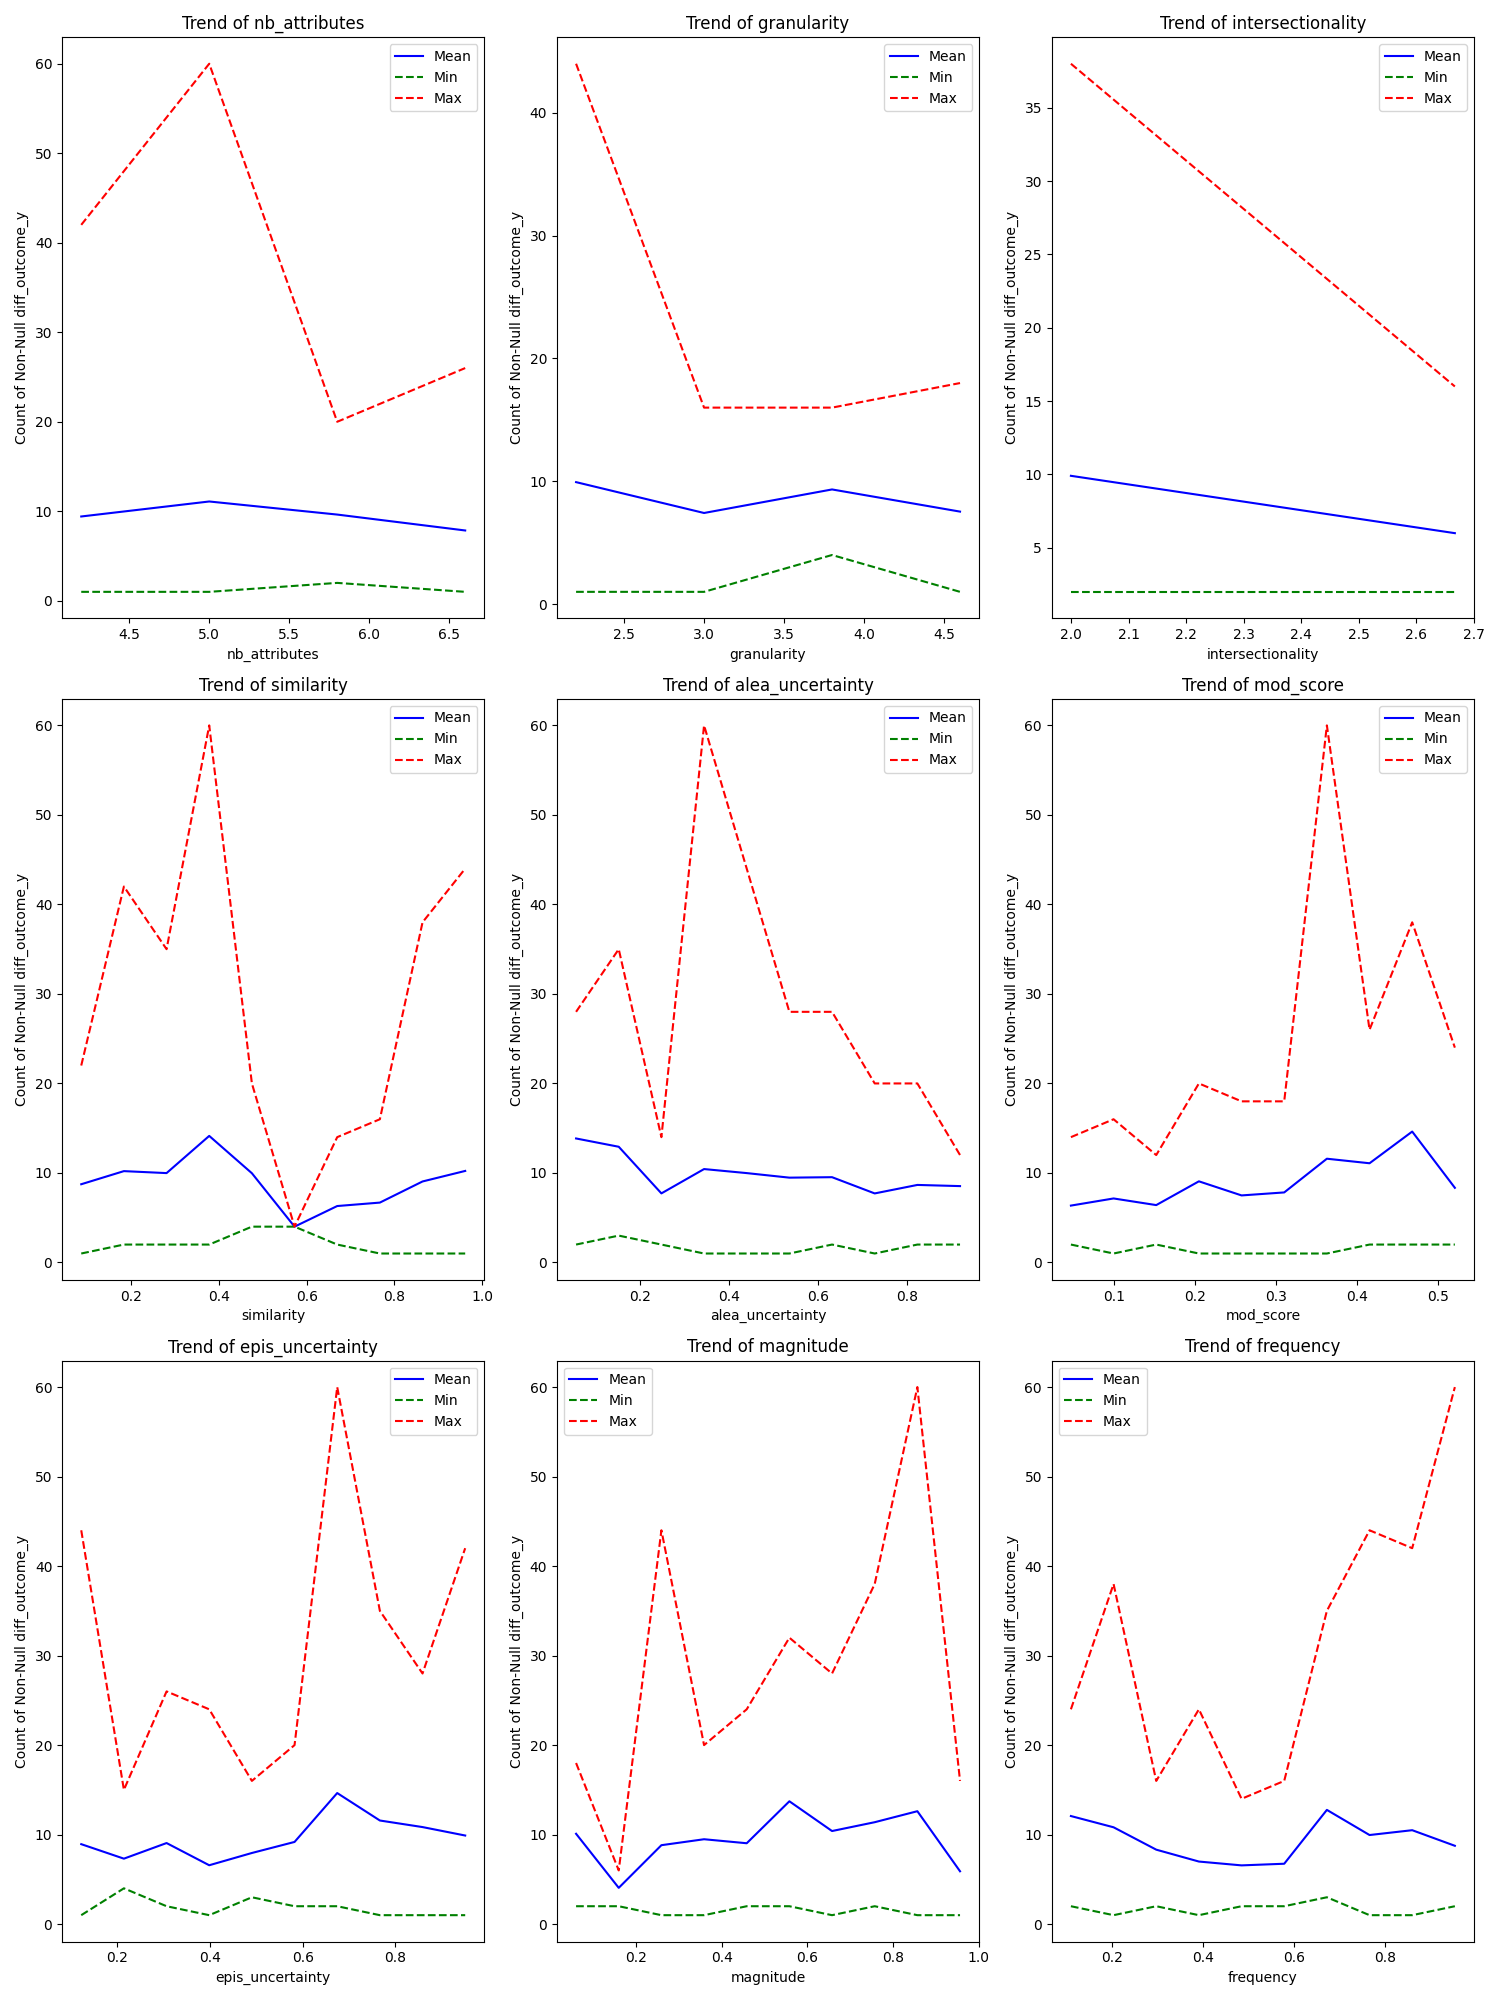 Trend of nb_attributes
Mean
Min
Max
Count of Non-Null diff_outcome_y
60
50
40
30
20
10
0
4.5 5.0 5.5 6.0 6.5
nb_attributes
Trend of granularity
Mean
Min
Max
Count of Non-Null diff_outcome_y
40
30
20
10
0
2.5 3.0 3.5 4.0 4.5
granularity
Trend of intersectionality
Mean
Min
Max
Count of Non-Null diff_outcome_y
35
30
25
20
15
10
5
2.0 2.1 2.2 2.3 2.4 2.5 2.6 2.7
intersectionality
Trend of similarity
Mean
Min
Max
Count of Non-Null diff_outcome_y
60
50
40
30
20
10
0
0.2 0.4 0.6 0.8 1.0
similarity
Trend of alea_uncertainty
Mean
Min
Max
Count of Non-Null diff_outcome_y
60
50
40
30
20
10
0
0.2 0.4 0.6 0.8
alea_uncertainty
Trend of mod_score
Mean
Min
Max
Count of Non-Null diff_outcome_y
60
50
40
30
20
10
0
0.1 0.2 0.3 0.4 0.5
mod_score
Trend of epis_uncertainty
Mean
Min
Max
Count of Non-Null diff_outcome_y
60
50
40
30
20
10
0
0.2 0.4 0.6 0.8
epis_uncertainty
Trend of magnitude
Mean
Min
Max
Count of Non-Null diff_outcome_y
60
50
40
30
20
10
0
0.2 0.4 0.6 0.8 1.0
magnitude
Trend of frequency
Mean
Min
Max
Count of Non-Null diff_outcome_y
60
50
40
30
20
10
0
0.2 0.4 0.6 0.8
frequency